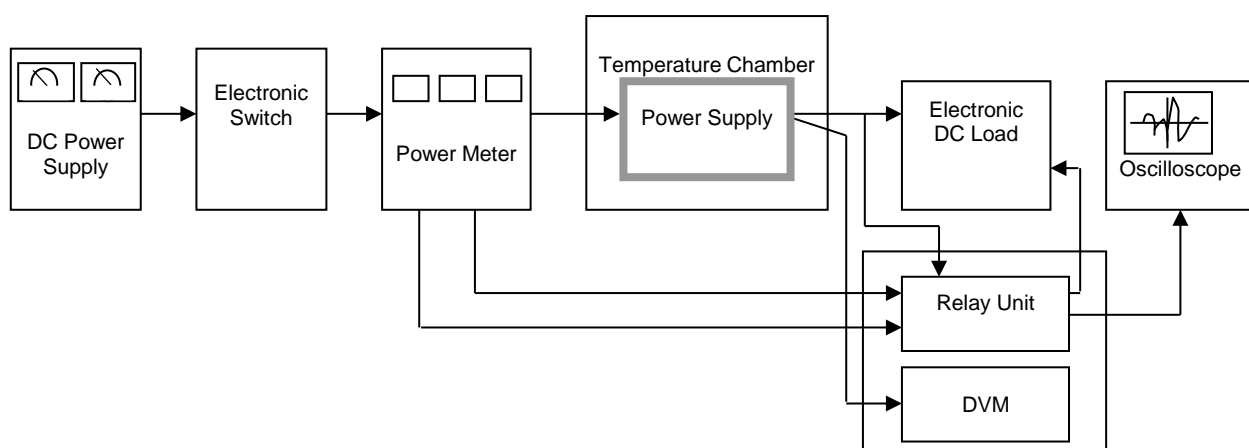 DC Power
Supply
Electronic
Switch
Power Meter
Temperature Chamber
Power Supply
Electronic
DC Load
Oscilloscope
Relay Unit
DVM